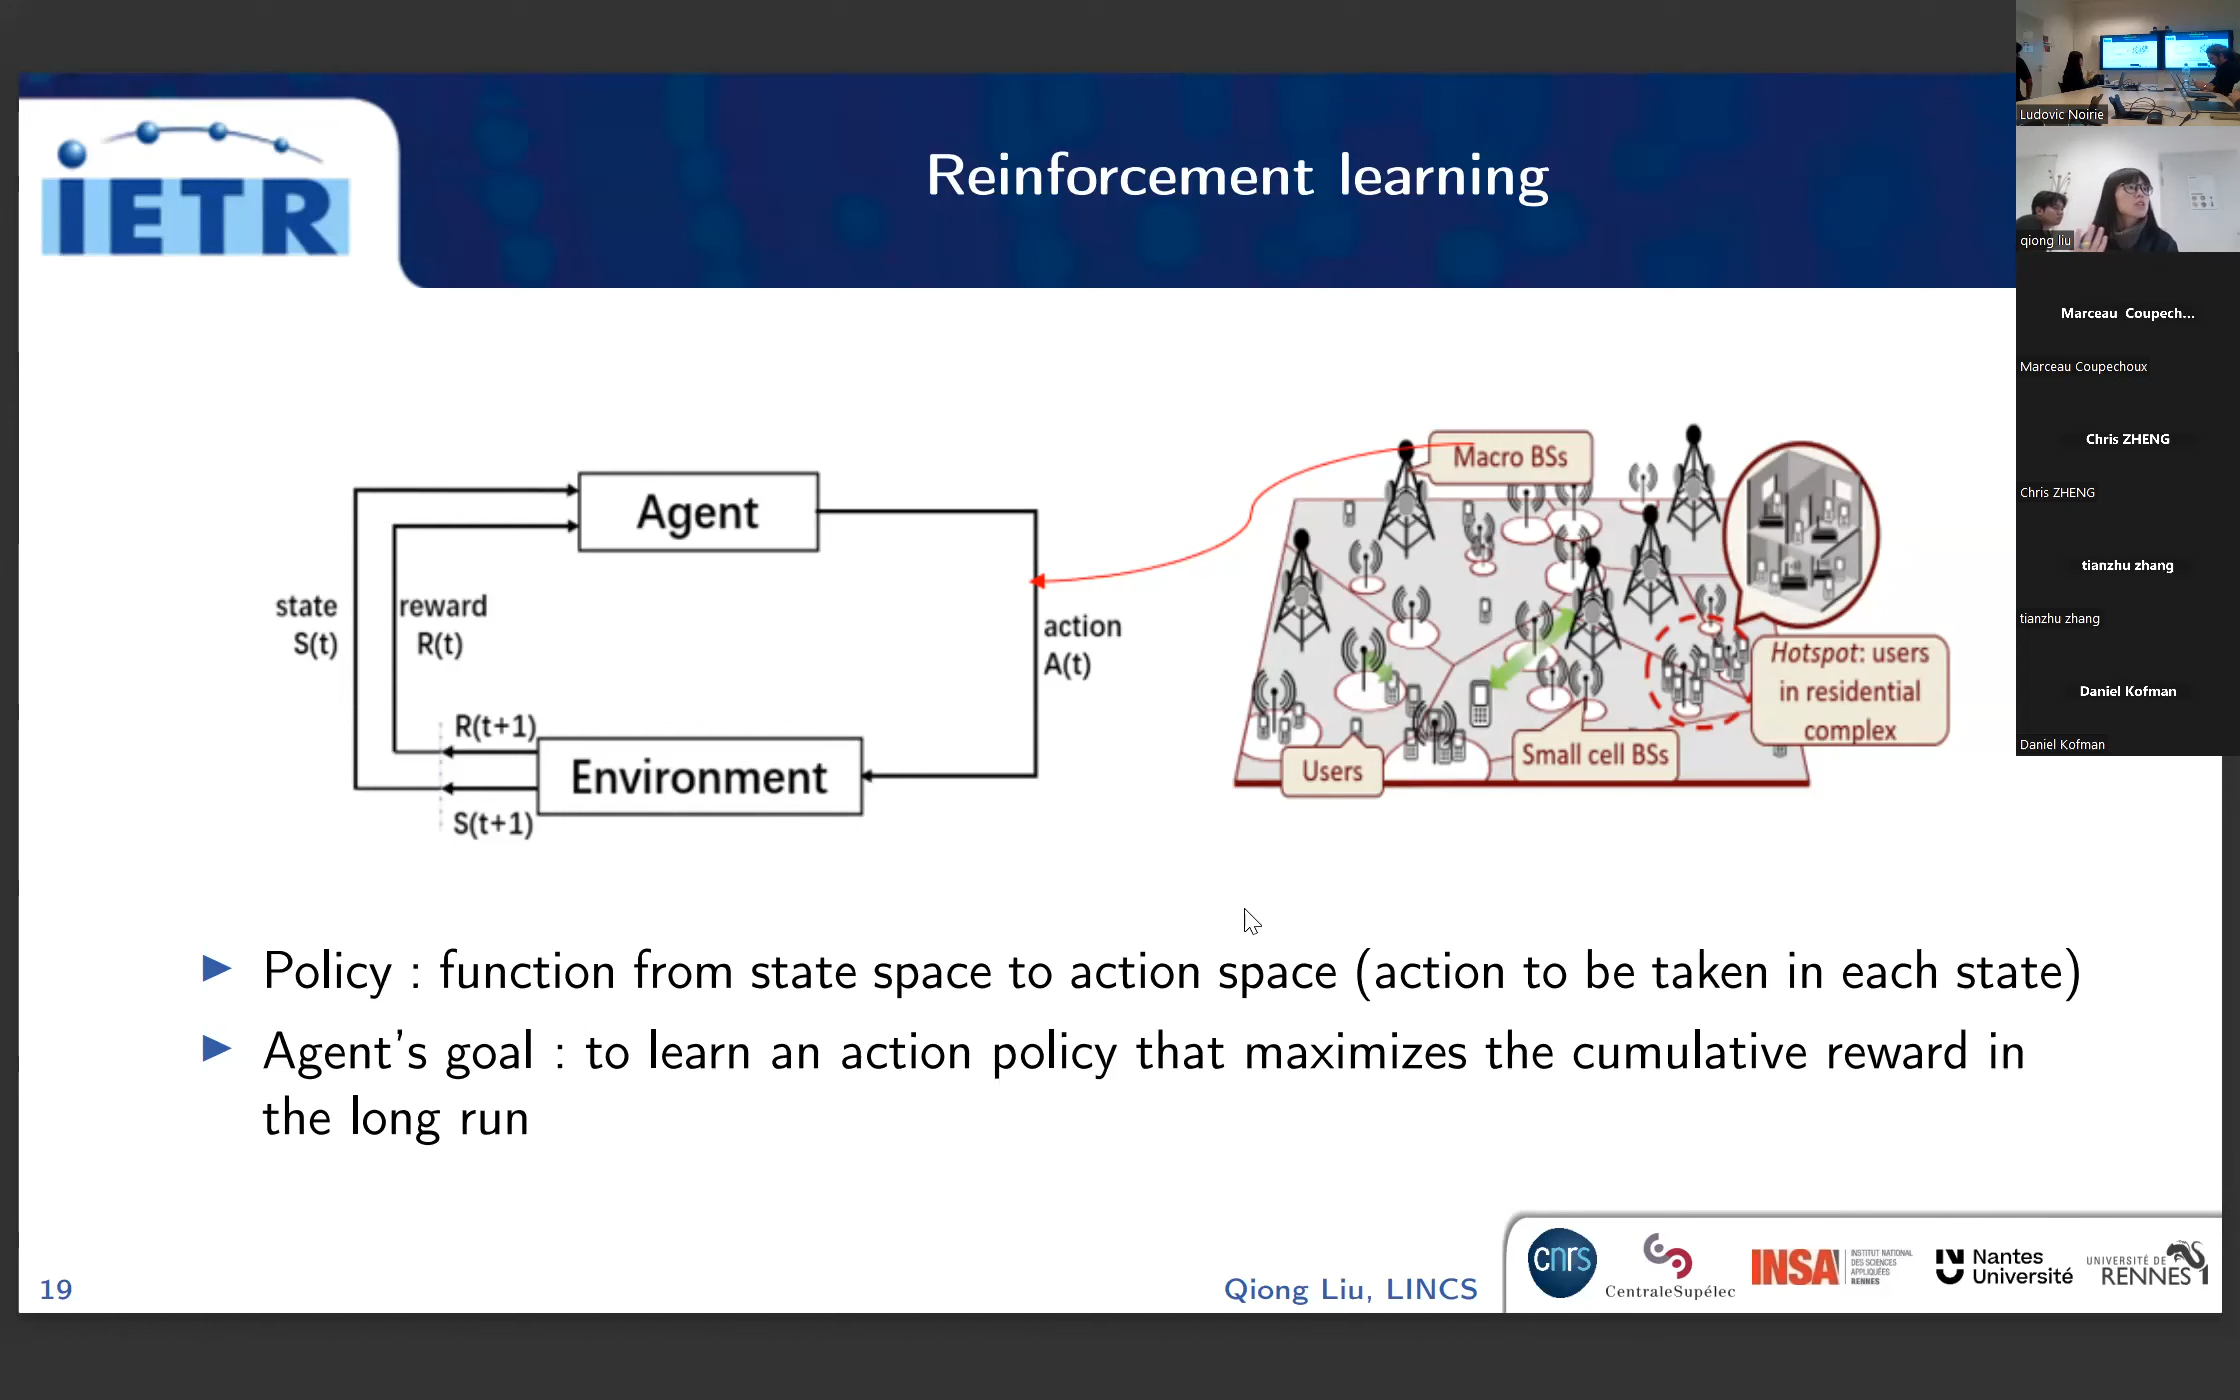 iETR
Reinforcement learning
Agent
state
S(t)
reward
R(t)
action
A(t)
R(t+1)
Environment
S(t+1)
Macro BSs
Hotspot: users
in residential
complex
Small cell BSs
Users
Policy : function from state space to action space (action to be taken in each state)
Agent's goal : to learn an action policy that maximizes the cumulative reward in
the long run
19
Qiong Liu, LINCS
cnrs
CentraleSupélec
INSA
INSTITUT NATIONAL
DES SCIENCES
APPLIQUÉES
RENNES
Nantes
Université
UNIVERSITÉ DE
RENNES 1
Ludovic Noirie
qiong liu
Marceau Coupech...
Marceau Coupechoux
Chris ZHENG
Chris ZHENG
tianzhu zhang
tianzhu zhang
Daniel Kofman
Daniel Kofman